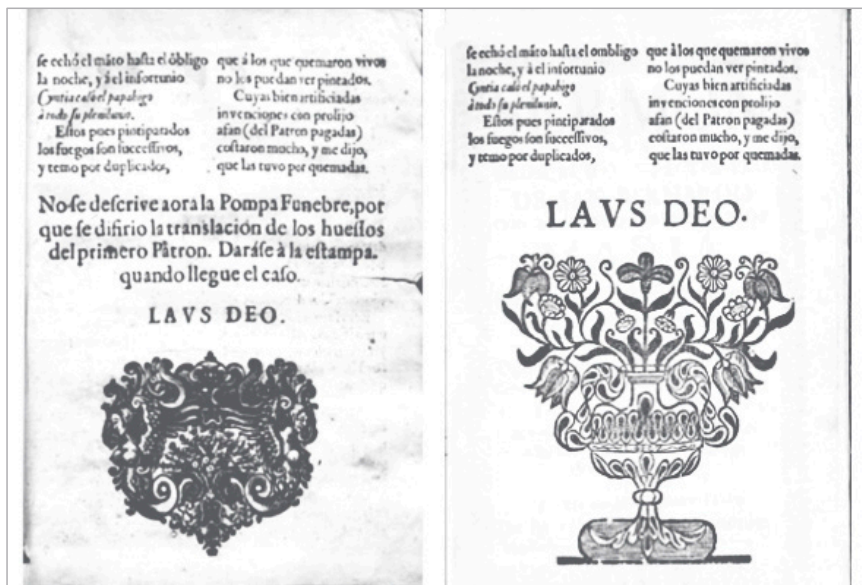 se echó el mãto hasta el óbligo
la noche, y à el infortunio
Cyntia calò el papahigo
à todo su plenilunio.
Estos pues pintiparados
los fuegos son successivos,
y temo por duplicados,
que á los que quemaron vivos
no los puedan ver pintados.
Cuyas bien artificiadas
invenciones con prolijo
afan (del Patron pagadas)
costaron mucho, y me dijo,
que las tuvo por quemadas.
No se descrive aora la Pompa Funebre, por
que se difirio la translación de los huessos
del primero Pâtron. Daráse à la estampa.
quando llegue el caso.
LAVS DEO.
se echó el mãto hasta el ombligo
la noche, y à el infortunio
Cyntia calò el papahigo
à todo su plenilunio.
Estos pues pintiparados
los fuegos son successivos,
y temo por duplicados,
que à los que quemaron vivos
no los puedan ver pintados.
Cuyas bien artificiadas
invenciones con prolijo
afan (del Patron pagadas)
costaron mucho, y me dijo,
que las tuvo por quemadas.
LAVS DEO.